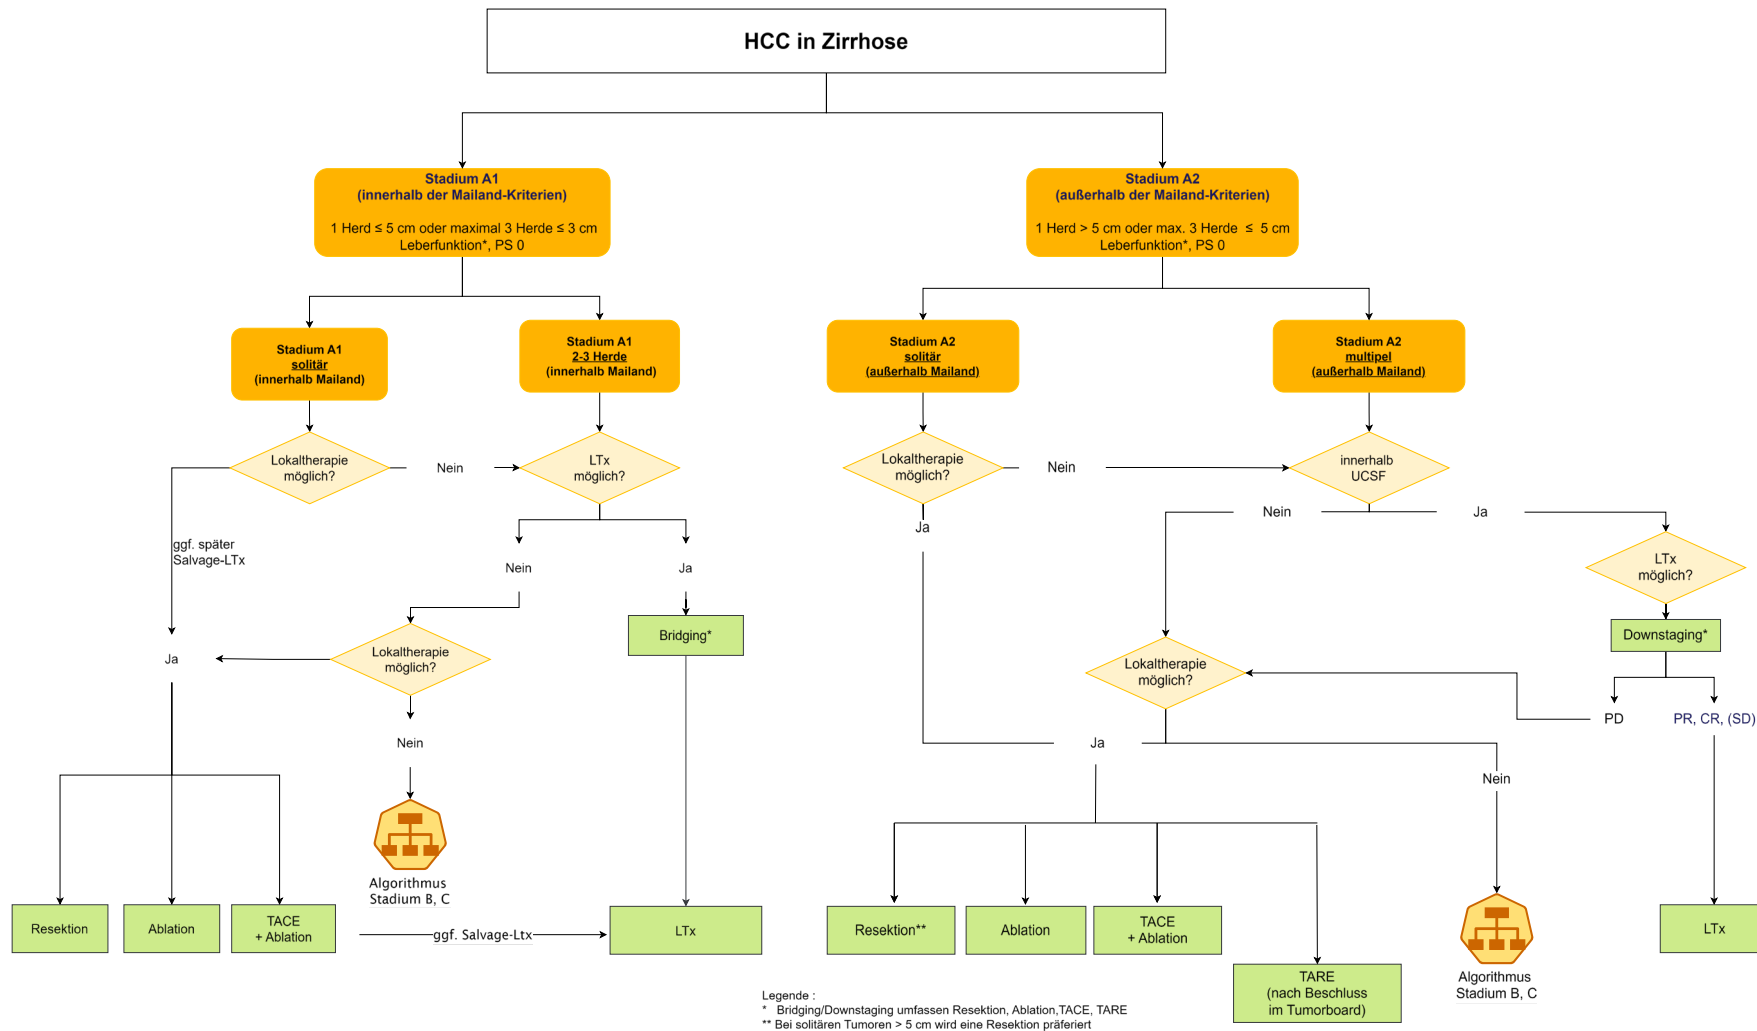 HCC in Zirrhose
Stadium A1
(innerhalb der Mailand-Kriterien)
1 Herd ≤ 5 cm oder maximal 3 Herde ≤ 3 cm
Leberfunktion*, PS 0
Stadium A2
(außerhalb der Mailand-Kriterien)
1 Herd > 5 cm oder max. 3 Herde ≤ 5 cm
Leberfunktion*, PS 0
Stadium A1
solitär
(innerhalb Mailand)
Stadium A1
2-3 Herde
(innerhalb Mailand)
Stadium A2
solitär
(außerhalb Mailand)
Stadium A2
multipel
(außerhalb Mailand)
Lokaltherapie
möglich?
Nein
LTx
möglich?
Lokaltherapie
möglich?
Nein
innerhalb
UCSF
Ja
Nein
Ja
ggf. später
Salvage-LTx
Nein
Ja
LTx
möglich?
Bridging*
Downstaging*
Ja
Lokaltherapie
möglich?
Lokaltherapie
möglich?
PD
PR, CR, (SD)
Nein
Ja
Nein
Algorithmus
Stadium B, C
Resektion
Ablation
TACE
+ Ablation
ggf. Salvage-Ltx
LTx
Resektion**
Ablation
TACE
+ Ablation
TARE
(nach Beschluss
im Tumorboard)
Algorithmus
Stadium B, C
LTx
Legende :
* Bridging/Downstaging umfassen Resektion, Ablation,TACE, TARE
** Bei solitären Tumoren > 5 cm wird eine Resektion präferiert